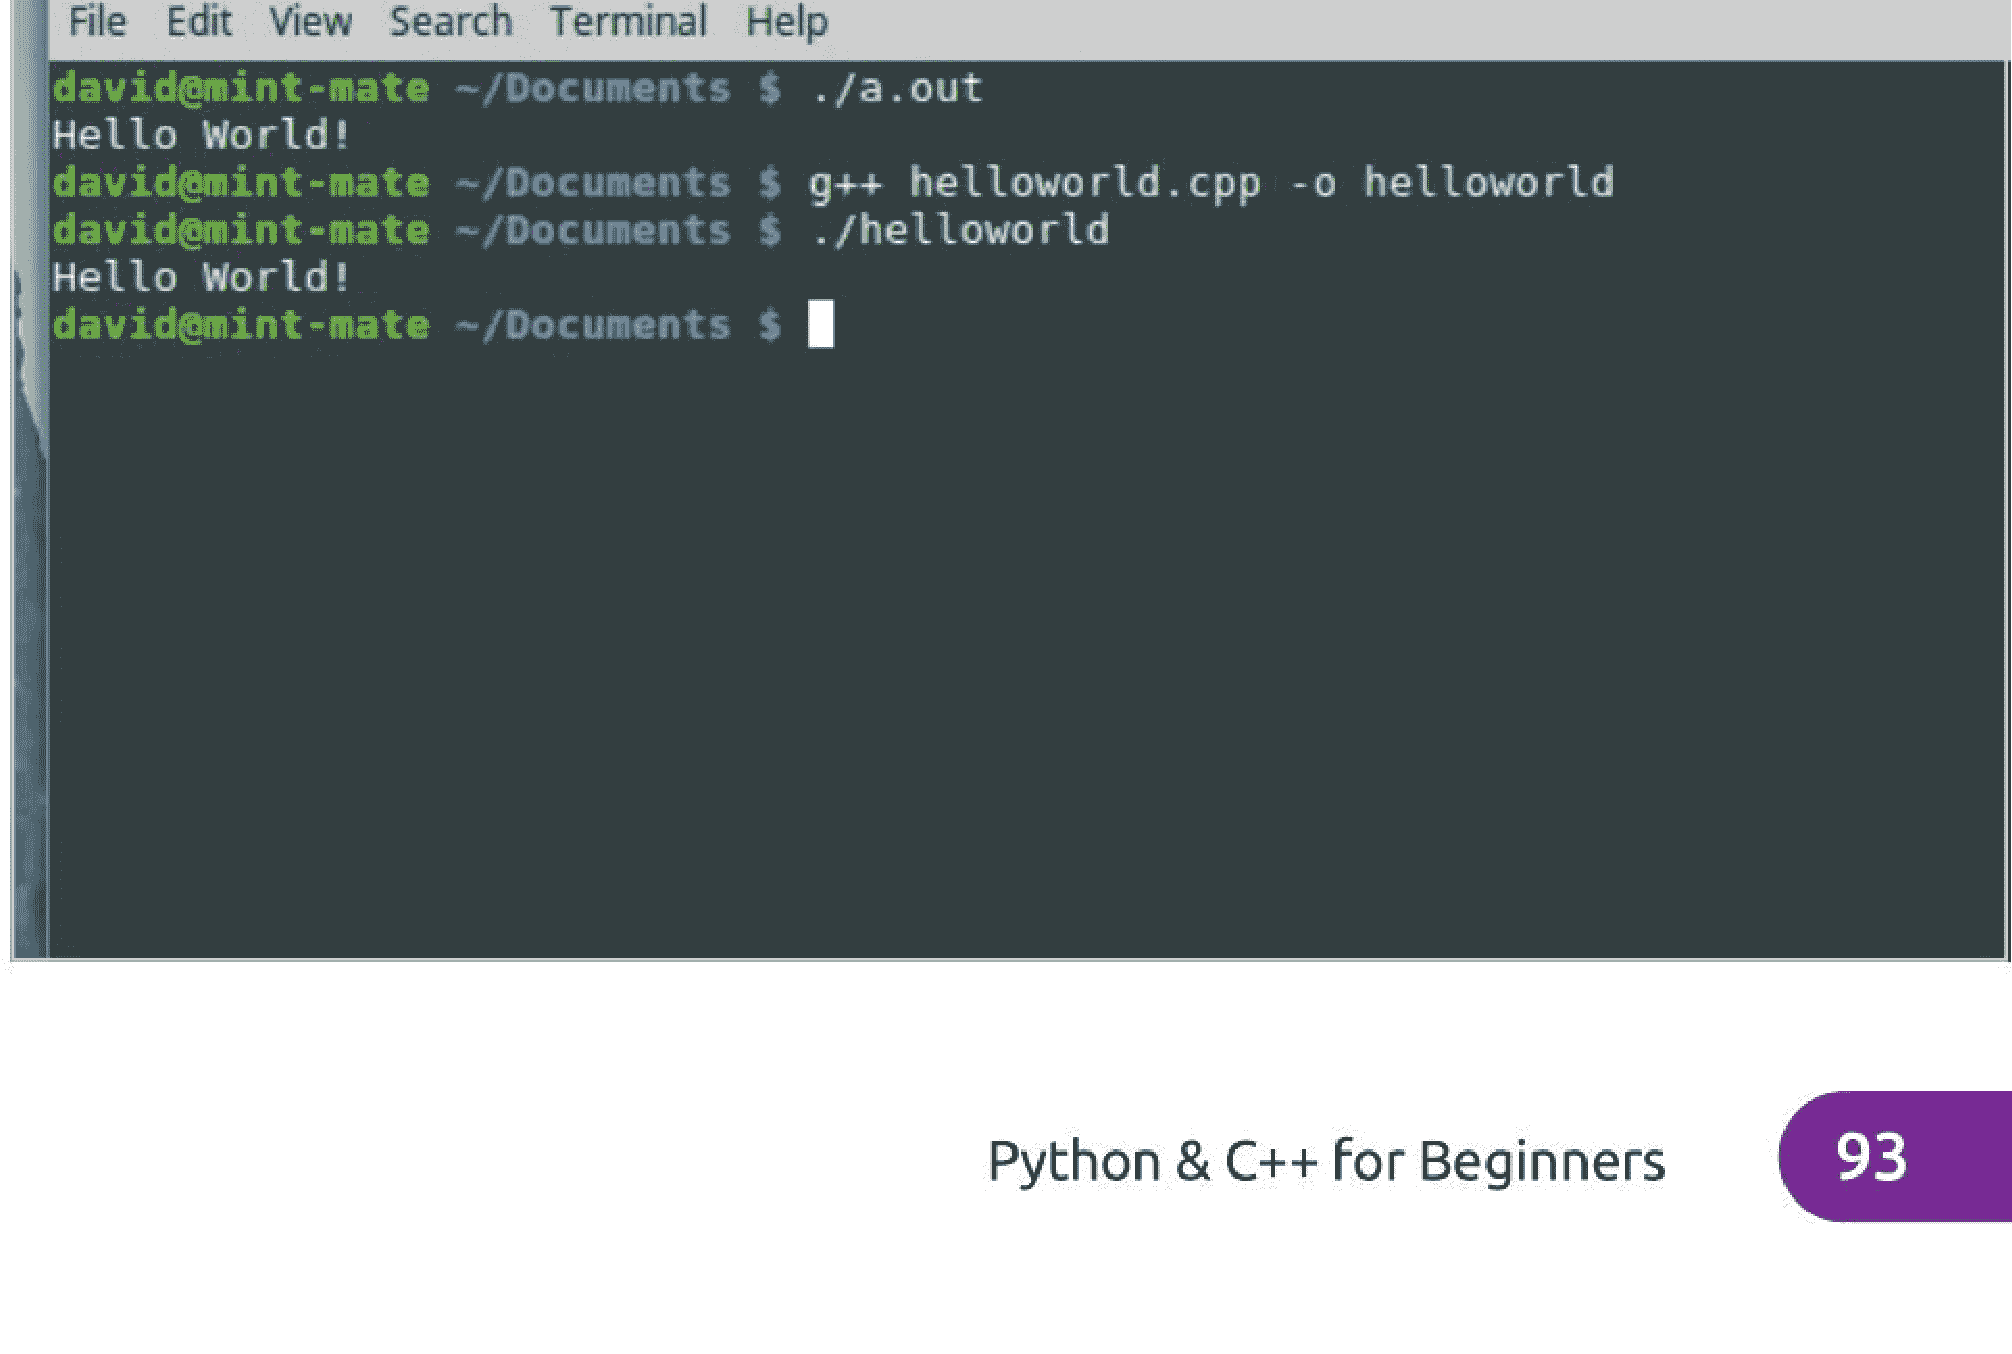 File Edit View Search Terminal Help
david@mint-mate ~/Documents $ ./a.out
Hello World!
david@mint-mate ~/Documents $ g++ helloworld.cpp -o helloworld
david@mint-mate ~/Documents $ ./helloworld
Hello World!
david@mint-mate ~/Documents $
Python & C++ for Beginners 93